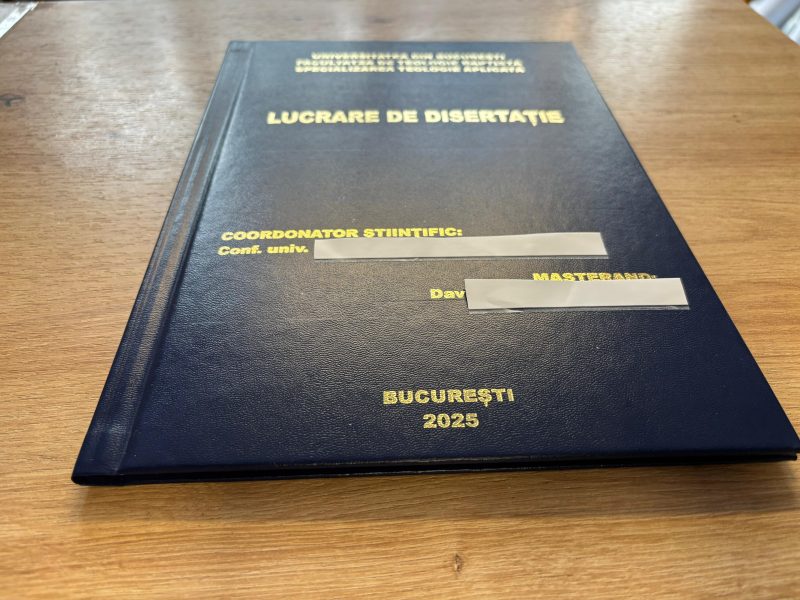 UNIVERSITATEA DIN BUCUREȘTI
FACULTATEA DE TEOLOGIE BAPTISTĂ
SPECIALIZAREA TEOLOGIE APLICATĂ
LUCRARE DE DISERTAȚIE
COORDONATOR ȘTIINȚIFIC:
Conf. univ.
MASTERAND:
Dav
BUCUREȘTI
2025